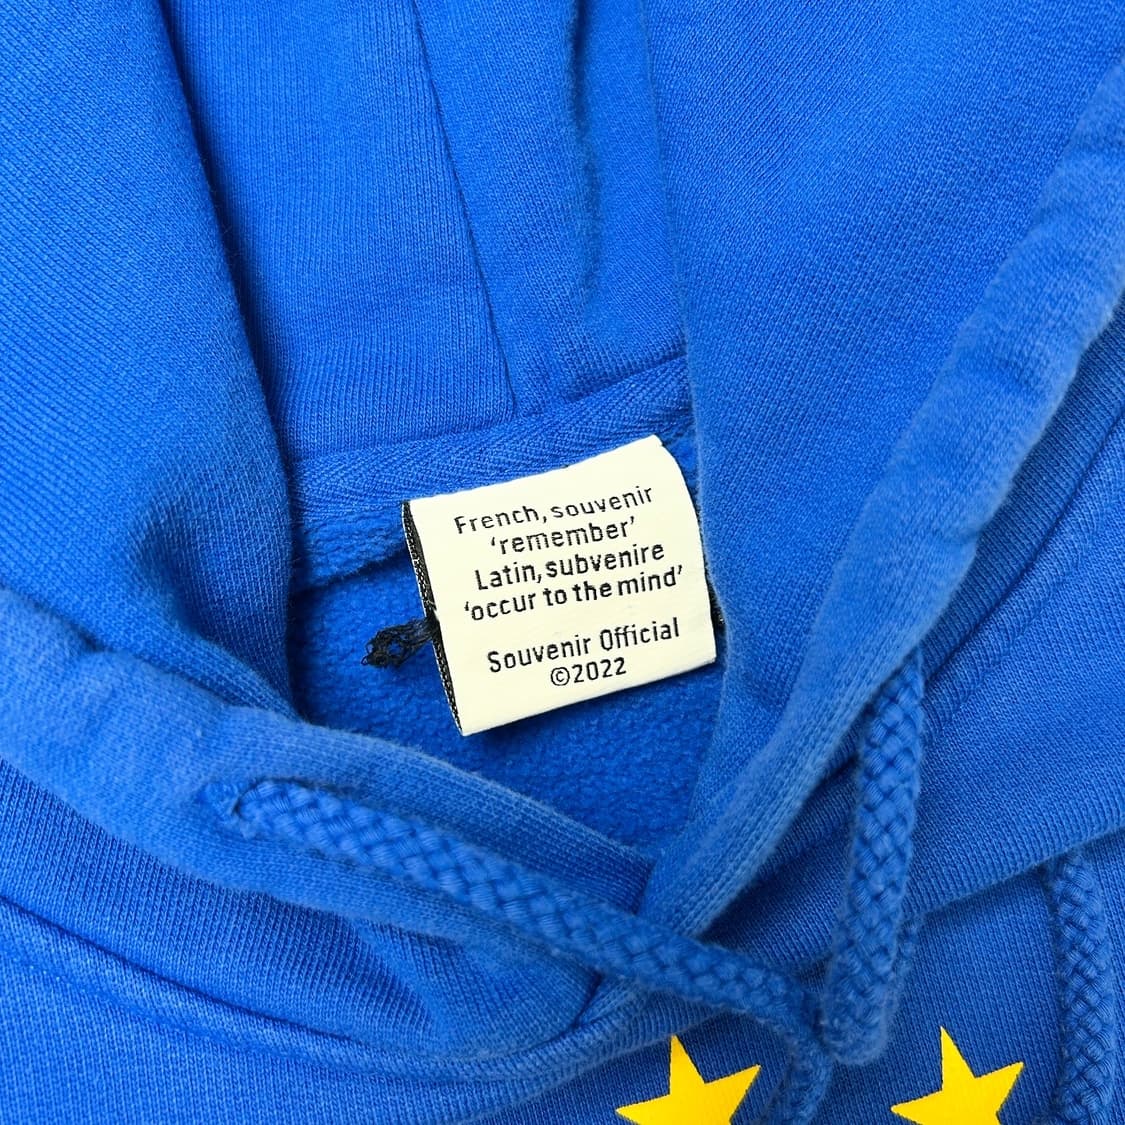 French, souvenir
‘remember’
Latin, subvenire
‘occur to the mind’
Souvenir Official
©2022